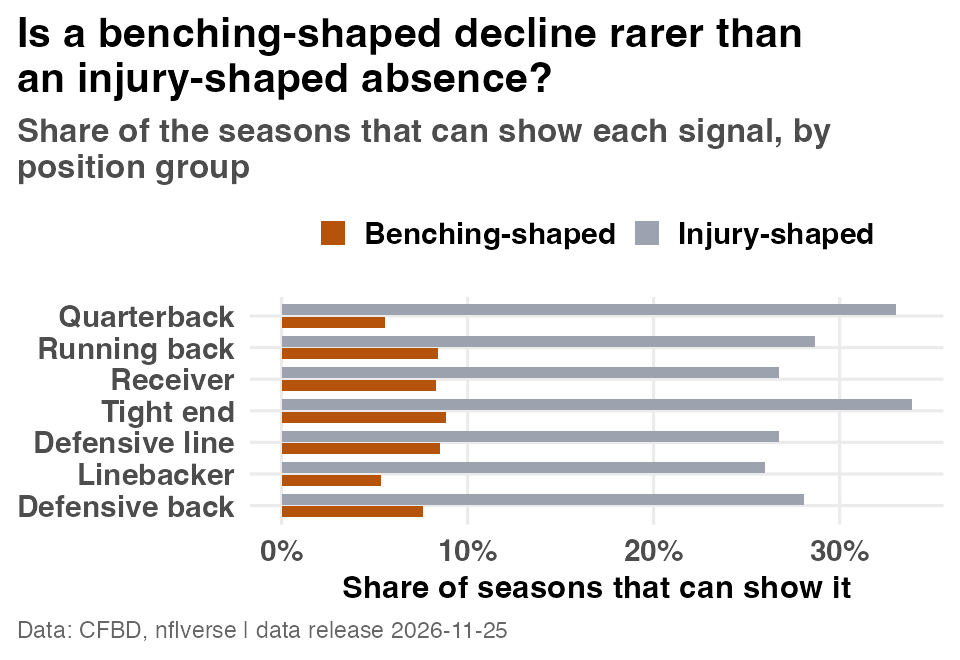 Is a benching-shaped decline rarer than
an injury-shaped absence?
Share of the seasons that can show each signal, by
position group
Benching-shaped Injury-shaped
Quarterback
Running back
Receiver
Tight end
Defensive line
Linebacker
Defensive back
0% 10% 20% 30%
Share of seasons that can show it
Data: CFBD, nflverse | data release 2026-11-25